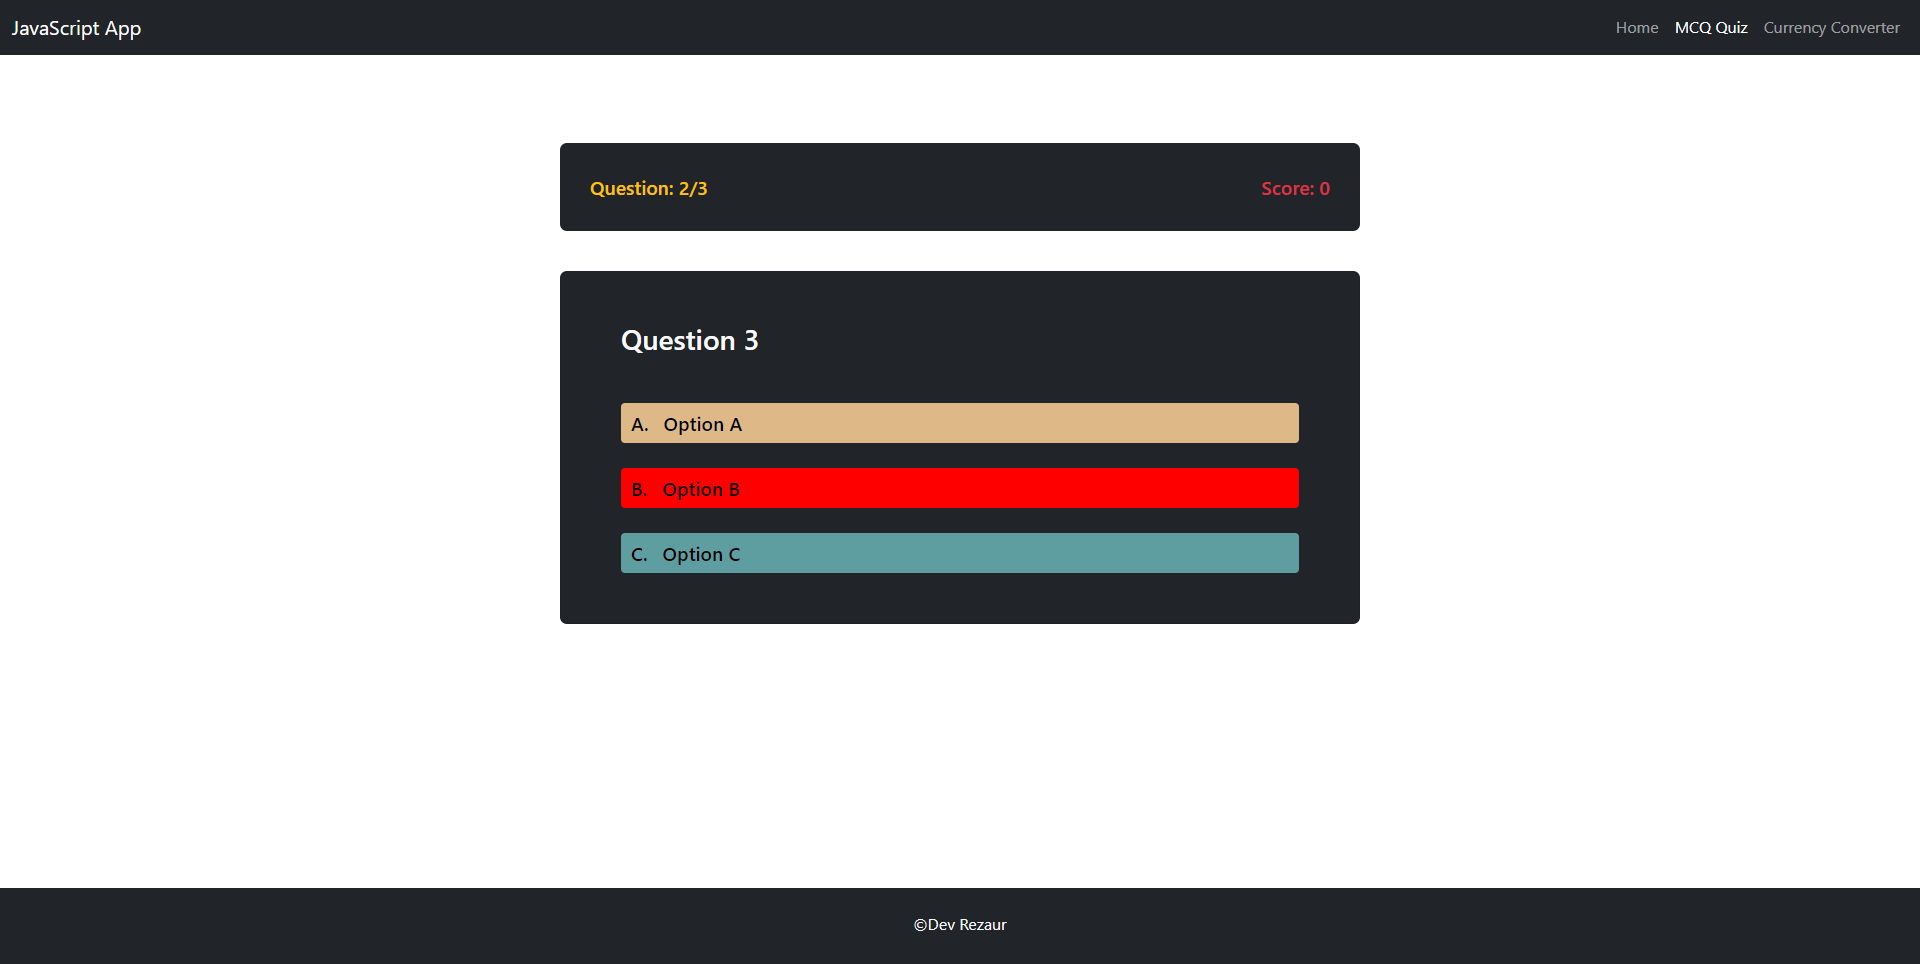 JavaScript App Home MCQ Quiz Currency Converter
Question: 2/3 Score: 0
Question 3
A. Option A
B. Option B
C. Option C
©Dev Rezaur